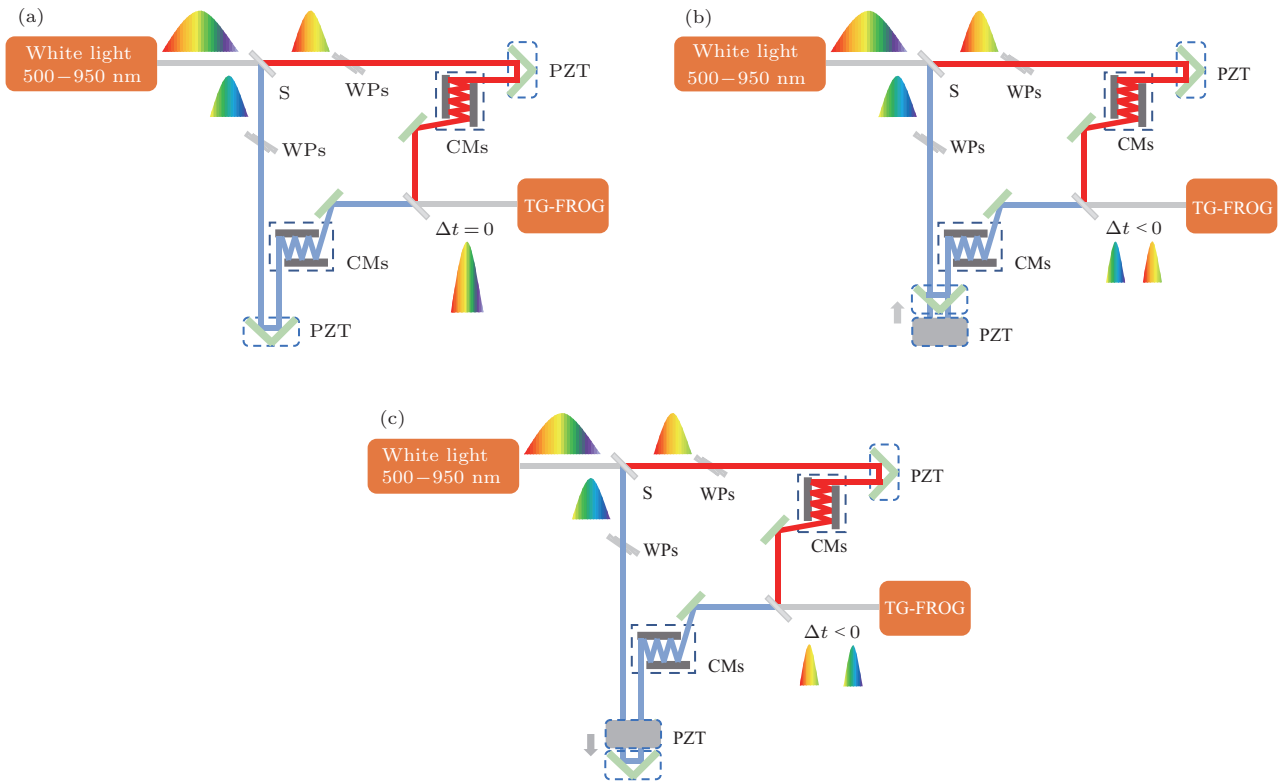 (a)
White light
500−950 nm
S
WPs
PZT
CMs
WPs
TG-FROG
Δt = 0
CMs
PZT
(b)
White light
500−950 nm
S
WPs
PZT
CMs
WPs
TG-FROG
Δt < 0
CMs
PZT
(c)
White light
500−950 nm
S
WPs
PZT
WPs
CMs
TG-FROG
Δt < 0
CMs
PZT